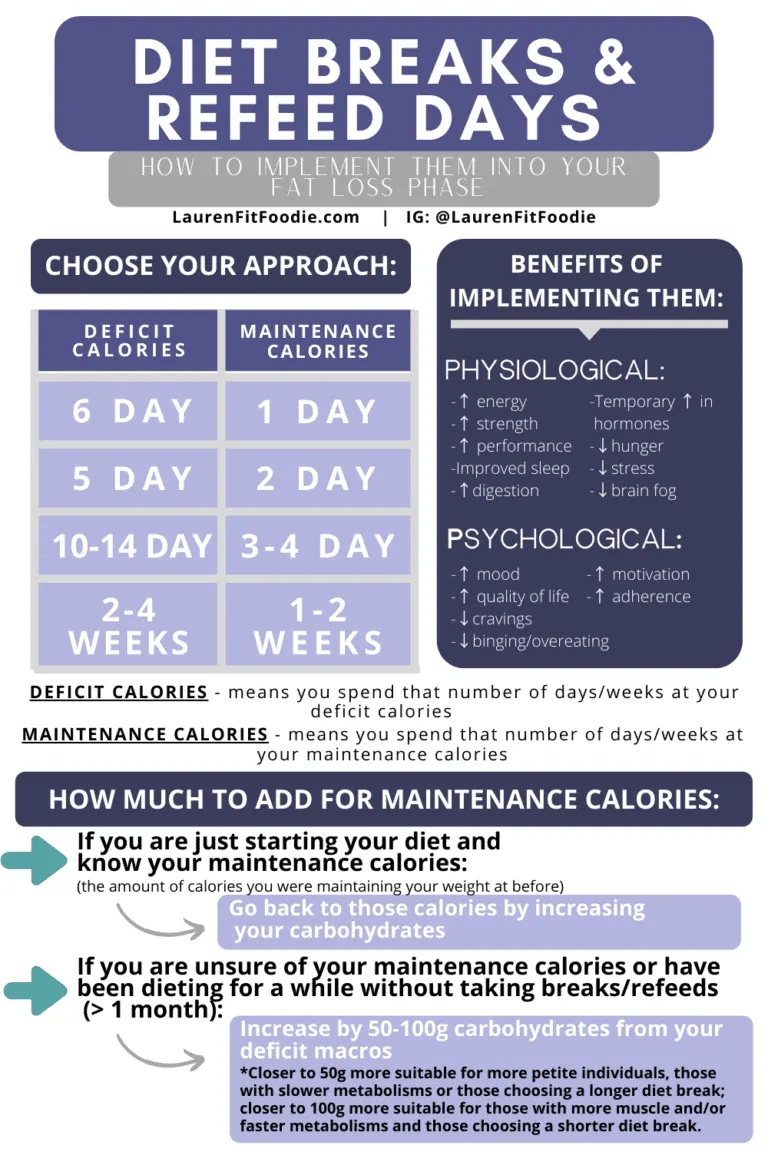 DIET BREAKS &
REFEED DAYS
HOW TO IMPLEMENT THEM INTO YOUR
FAT LOSS PHASE
LaurenFitFoodie.com | IG: @LaurenFitFoodie
CHOOSE YOUR APPROACH:
DEFICIT
CALORIES
MAINTENANCE
CALORIES
6 DAY
1 DAY
5 DAY
2 DAY
10-14 DAY
3-4 DAY
2-4
WEEKS
1-2
WEEKS
BENEFITS OF
IMPLEMENTING THEM:
PHYSIOLOGICAL:
-↑ energy
-↑ strength
-↑ performance
-Improved sleep
-↑digestion
-Temporary ↑ in
hormones
-↓hunger
-↓stress
-↓brain fog
PSYCHOLOGICAL:
-↑ mood
-↑ quality of life
-↓cravings
-↓binging/overeating
-↑ motivation
-↑ adherence
DEFICIT CALORIES - means you spend that number of days/weeks at your
deficit calories
MAINTENANCE CALORIES - means you spend that number of days/weeks at
your maintenance calories
HOW MUCH TO ADD FOR MAINTENANCE CALORIES:
If you are just starting your diet and
know your maintenance calories:
(the amount of calories you were maintaining your weight at before)
Go back to those calories by increasing
your carbohydrates
If you are unsure of your maintenance calories or have
been dieting for a while without taking breaks/refeeds
(> 1 month):
Increase by 50-100g carbohydrates from your
deficit macros
*Closer to 50g more suitable for more petite individuals, those
with slower metabolisms or those choosing a longer diet break;
closer to 100g more suitable for those with more muscle and/or
faster metabolisms and those choosing a shorter diet break.